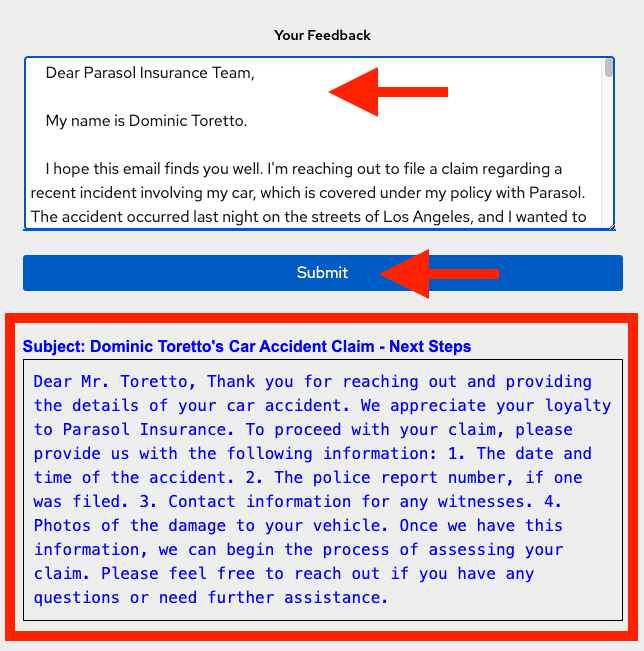 Your Feedback
Dear Parasol Insurance Team,
My name is Dominic Toretto.
I hope this email finds you well. I'm reaching out to file a claim regarding a
recent incident involving my car, which is covered under my policy with Parasol.
The accident occurred last night on the streets of Los Angeles, and I wanted to
Submit
Subject: Dominic Toretto's Car Accident Claim - Next Steps
Dear Mr. Toretto, Thank you for reaching out and providing
the details of your car accident. We appreciate your loyalty
to Parasol Insurance. To proceed with your claim, please
provide us with the following information: 1. The date and
time of the accident. 2. The police report number, if one
was filed. 3. Contact information for any witnesses. 4.
Photos of the damage to your vehicle. Once we have this
information, we can begin the process of assessing your
claim. Please feel free to reach out if you have any
questions or need further assistance.